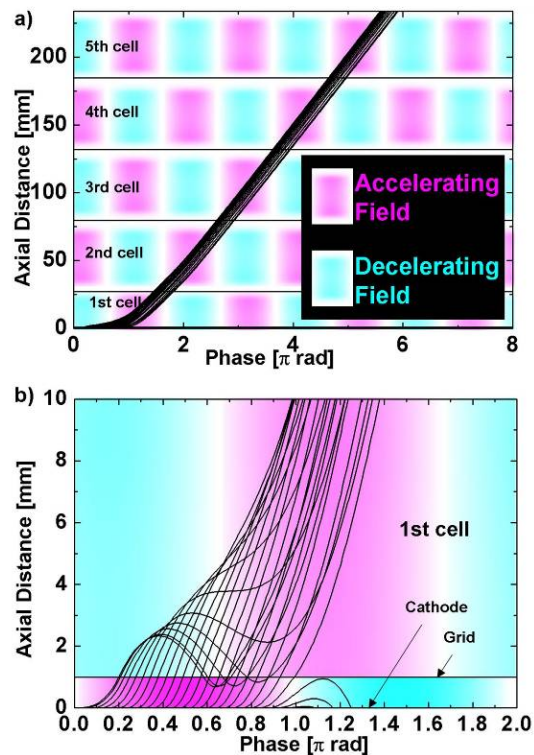 a)
200
150
100
50
0
Axial Distance [mm]
5th cell
4th cell
3rd cell
2nd cell
1st cell
Accelerating
Field
Decelerating
Field
0
2
4
6
8
Phase [π rad]
b)
10
8
6
4
2
0
Axial Distance [mm]
1st cell
Cathode
Grid
0.0 0.2 0.4 0.6 0.8 1.0 1.2 1.4 1.6 1.8 2.0
Phase [π rad]